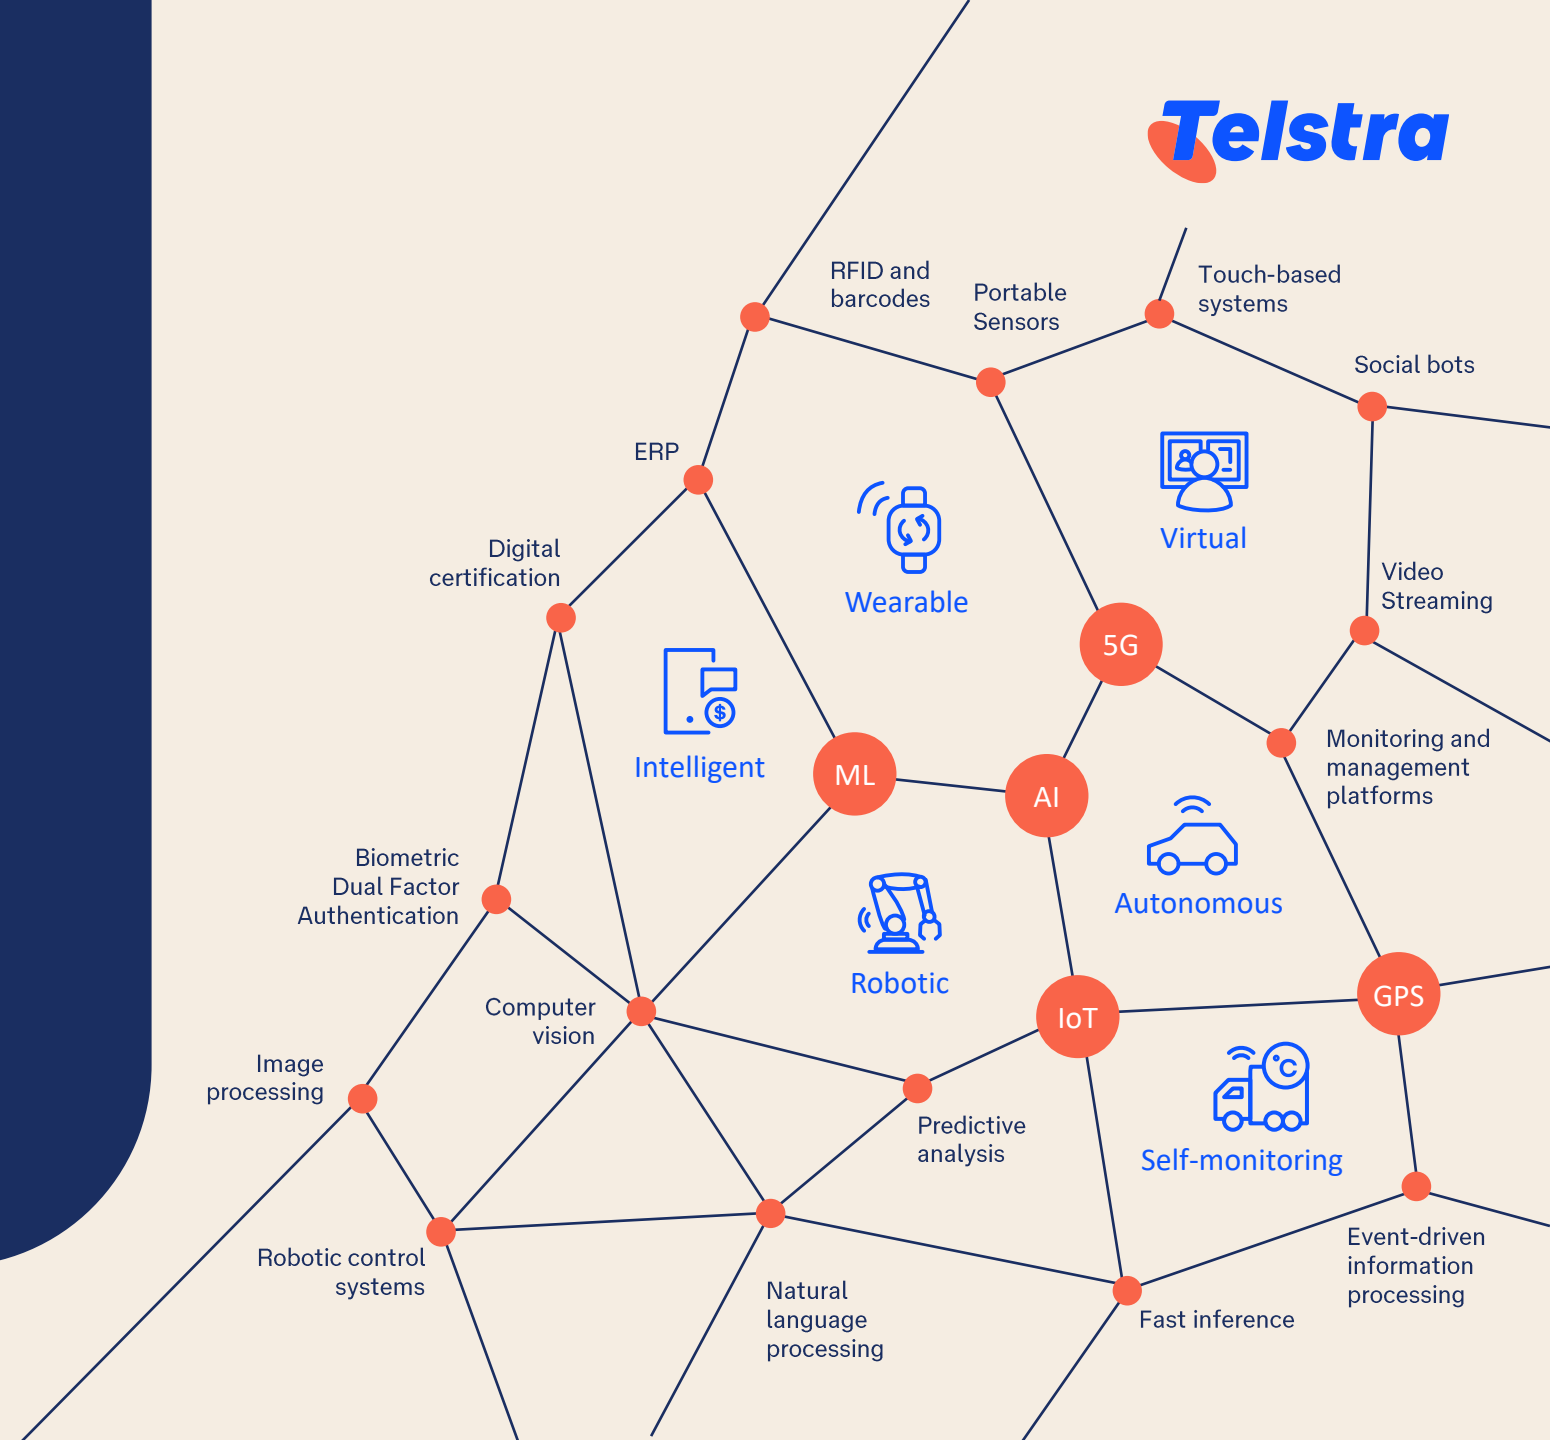 Telstra
RFID and
barcodes
Portable
Sensors
Touch-based
systems
Social bots
ERP
Virtual
Digital
certification
Wearable
Video
Streaming
5G
Intelligent
ML
AI
Monitoring and
management
platforms
Biometric
Dual Factor
Authentication
Autonomous
Robotic
Computer
vision
IoT
GPS
Image
processing
°C
$
Predictive
analysis
Self-monitoring
Robotic control
systems
Natural
language
processing
Fast inference
Event-driven
information
processing